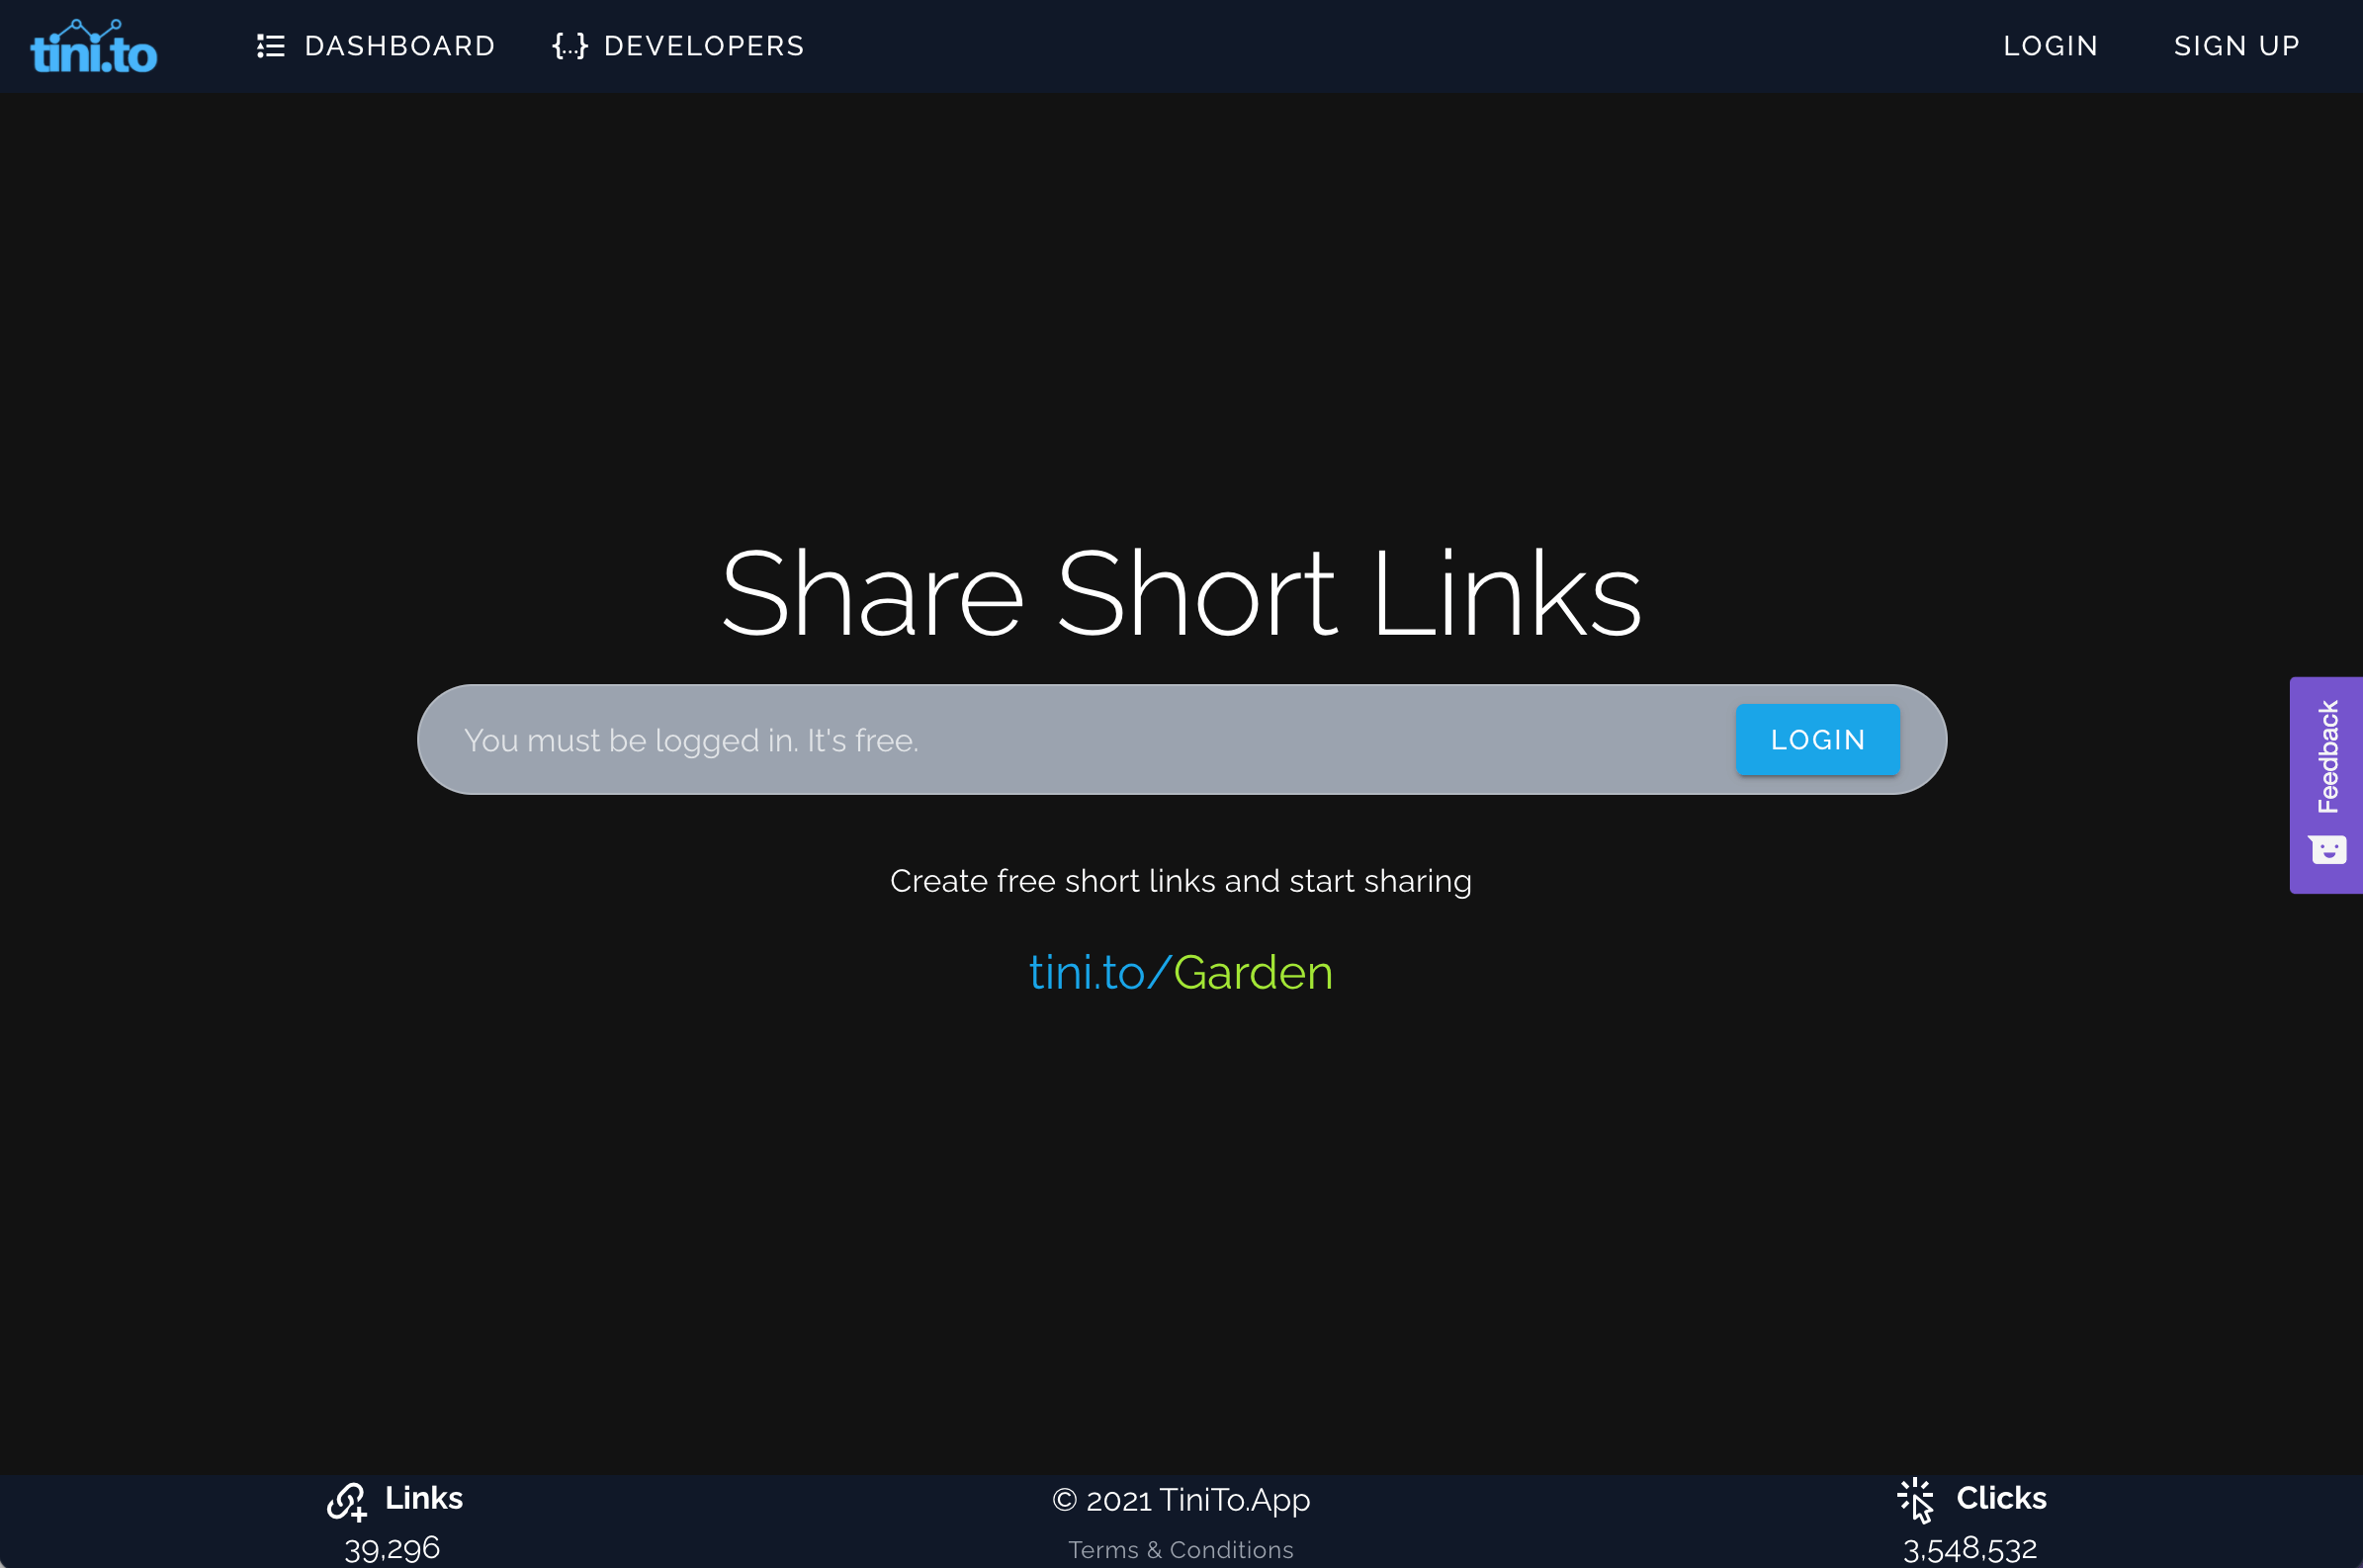 tini.to
DASHBOARD
{...} DEVELOPERS
LOGIN
SIGN UP
Share Short Links
You must be logged in. It's free.
LOGIN
Feedback
Create free short links and start sharing
tini.to/Garden
Links
39,296
© 2021 TiniTo.App
Terms & Conditions
Clicks
3,548,532